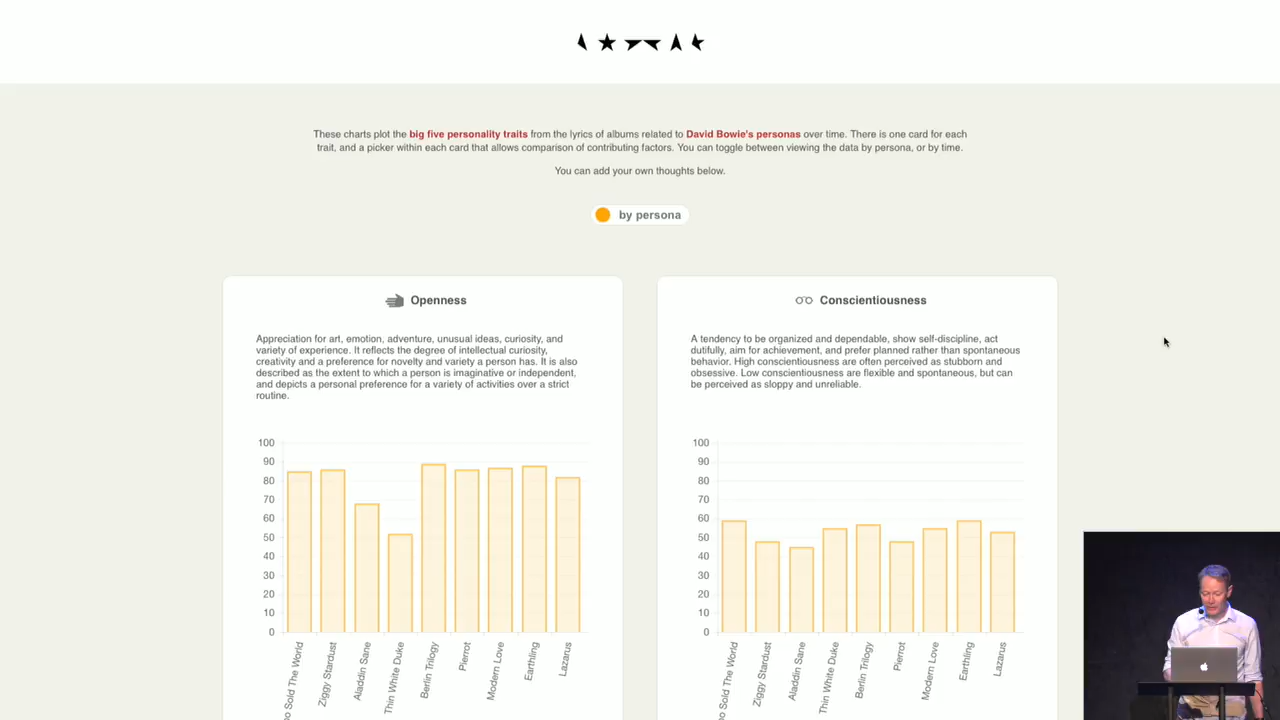 These charts plot the big five personality traits from the lyrics of albums related to David Bowie's personas over time. There is one card for each
trait, and a picker within each card that allows comparison of contributing factors. You can toggle between viewing the data by persona, or by time.
You can add your own thoughts below.
by persona
Openness
Appreciation for art, emotion, adventure, unusual ideas, curiosity, and
variety of experience. It reflects the degree of intellectual curiosity,
creativity and a preference for novelty and variety a person has. It is also
described as the extent to which a person is imaginative or independent,
and depicts a personal preference for a variety of activities over a strict
routine.
100
90
80
70
60
50
40
30
20
10
0
o Sold The World
Ziggy Stardust
Aladdin Sane
Thin White Duke
Berlin Trilogy
Pierrot
Modern Love
Earthling
Lazarus
Conscientiousness
A tendency to be organized and dependable, show self-discipline, act
dutifully, aim for achievement, and prefer planned rather than spontaneous
behavior. High conscientiousness are often perceived as stubborn and
obsessive. Low conscientiousness are flexible and spontaneous, but can
be perceived as sloppy and unreliable.
100
90
80
70
60
50
40
30
20
10
0
o Sold The World
Ziggy Stardust
Aladdin Sane
Thin White Duke
Berlin Trilogy
Pierrot
Modern Love
Earthling
Lazarus